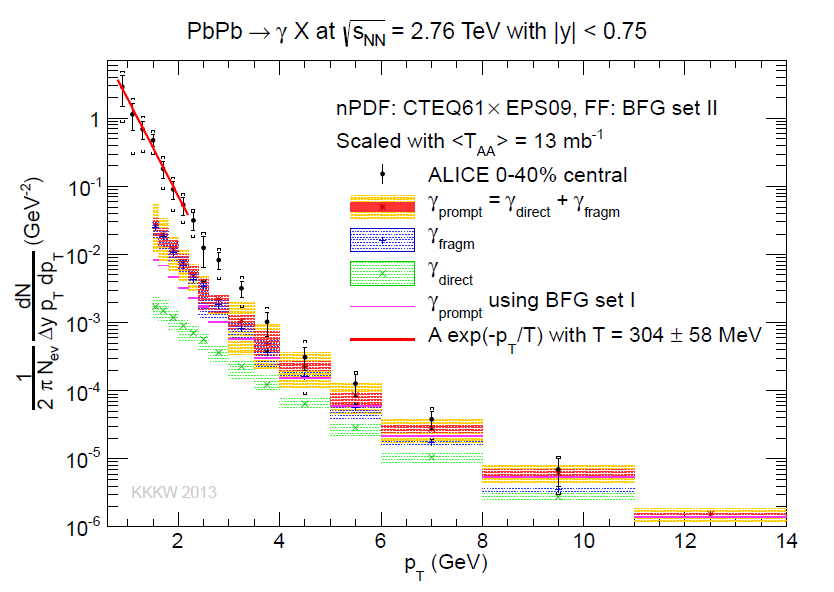 PbPb → γ X at √s_NN = 2.76 TeV with |y| < 0.75
nPDF: CTEQ61× EPS09, FF: BFG set II
Scaled with <T_AA> = 13 mb^-1
ALICE 0-40% central
γ_prompt = γ_direct + γ_fragm
γ_fragm
γ_direct
γ_prompt using BFG set I
A exp(-p_T/T) with T = 304 ± 58 MeV
1/(2 π N_ev) dN/(Δy p_T dp_T) (GeV^-2)
1
10^-1
10^-2
10^-3
10^-4
10^-5
10^-6
KKKW 2013
2 4 6 8 10 12 14
p_T (GeV)